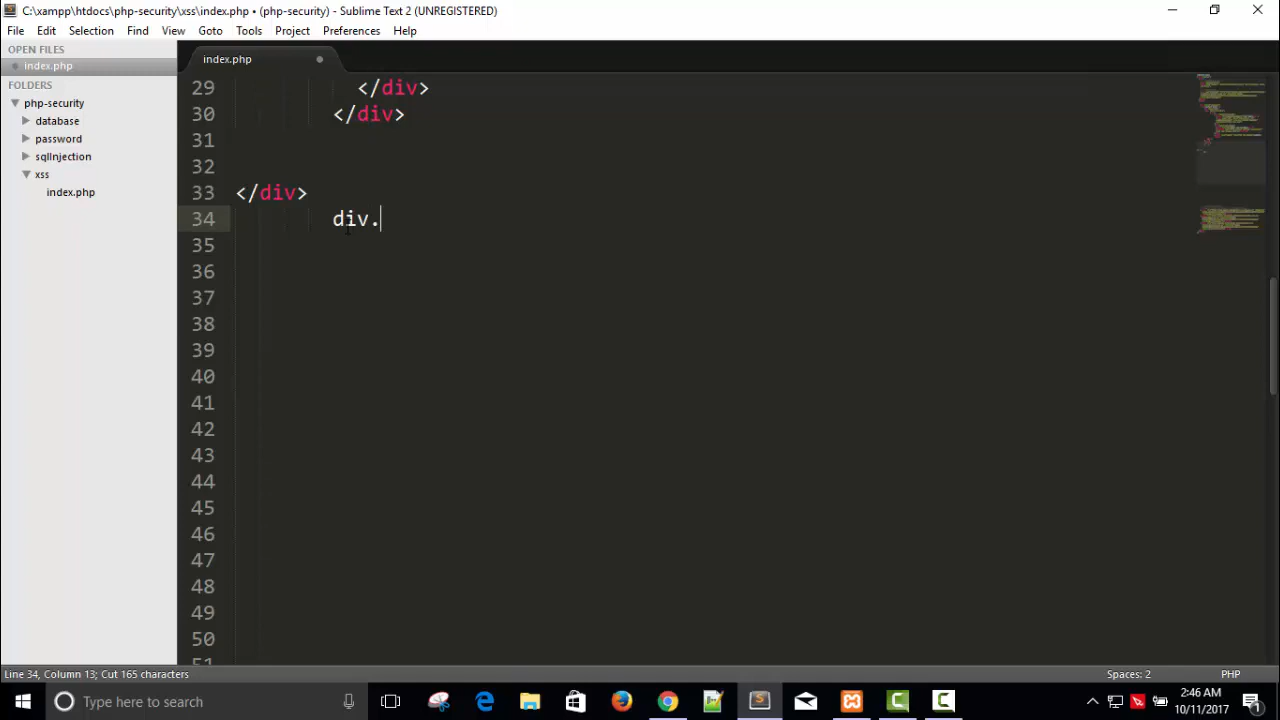 C:\xampp\htdocs\php-security\xss\index.php • (php-security) - Sublime Text 2 (UNREGISTERED)
File Edit Selection Find View Goto Tools Project Preferences Help
OPEN FILES
index.php
FOLDERS
php-security
database
password
sqlInjection
xss
index.php
index.php
29 </div>
30 </div>
31
32
33 </div>
34 div.
35
36
37
38
39
40
41
42
43
44
45
46
47
48
49
50
51
Line 34, Column 13; Cut 165 characters Spaces: 2 PHP
Type here to search
2:46 AM
10/11/2017
1